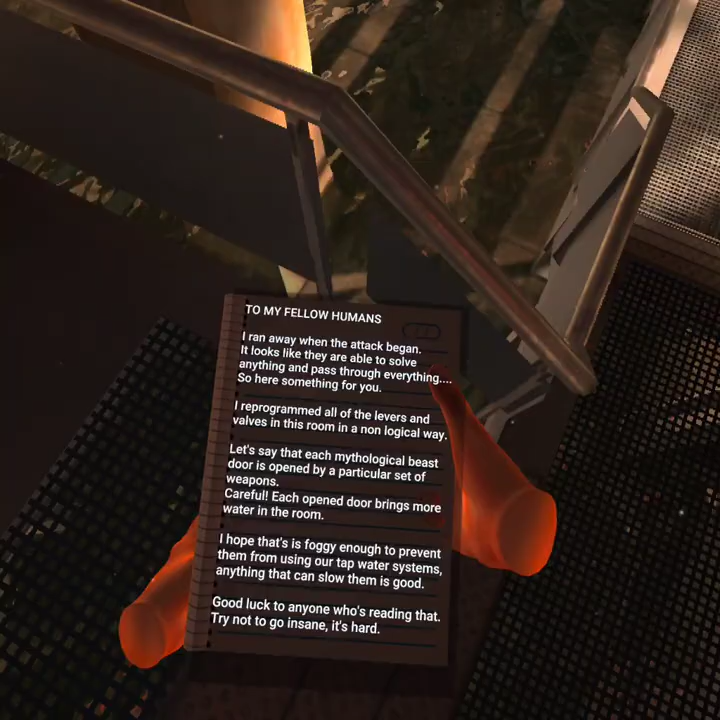 TO MY FELLOW HUMANS
I ran away when the attack began.
It looks like they are able to solve
anything and pass through everything....
So here something for you.
I reprogrammed all of the levers and
valves in this room in a non logical way.
Let's say that each mythological beast
door is opened by a particular set of
weapons.
Careful! Each opened door brings more
water in the room.
I hope that's is foggy enough to prevent
them from using our tap water systems,
anything that can slow them is good.
Good luck to anyone who's reading that.
Try not to go insane, it's hard.